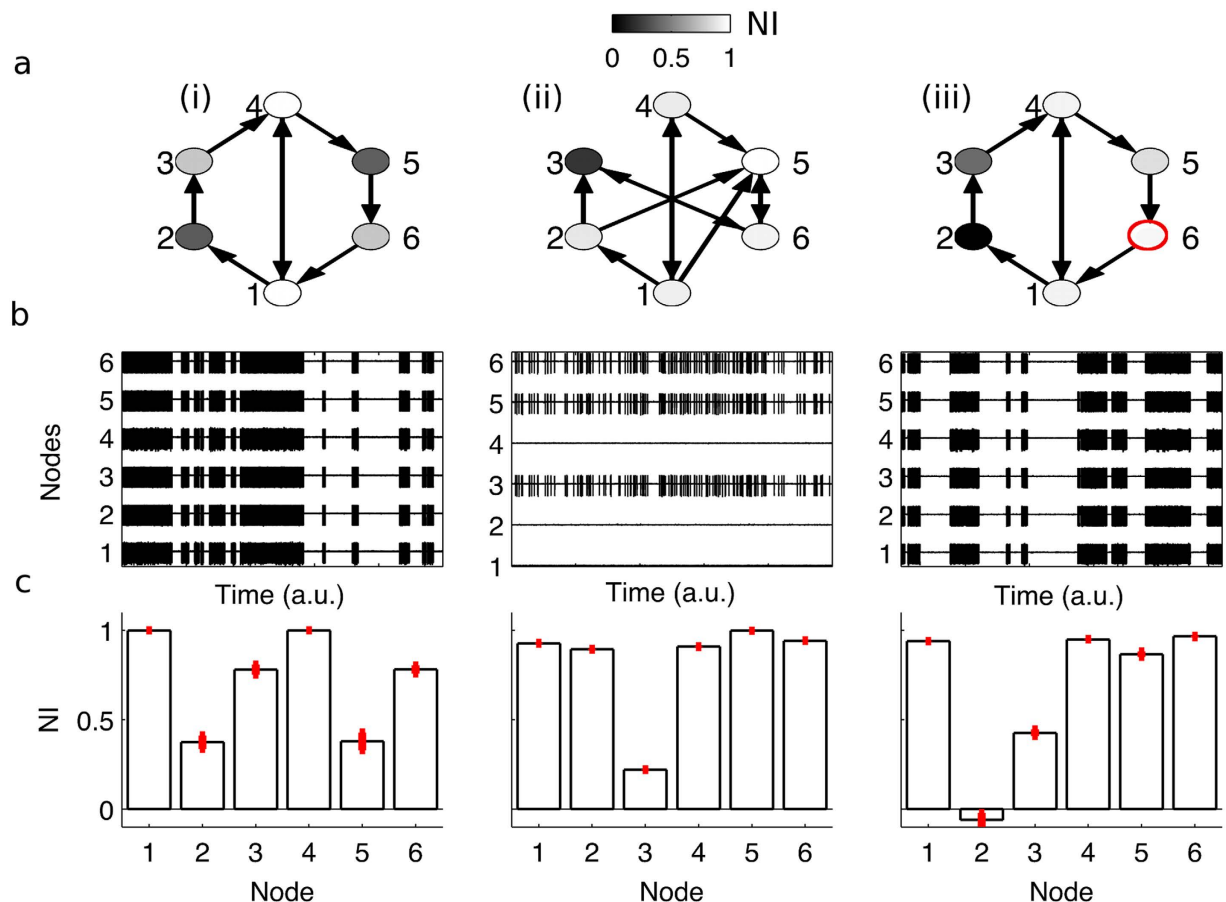 NI
0 0.5 1
a
(i) (ii) (iii)
4 4 4
3 5 3 5 3 5
2 6 2 6 2 6
1 1 1
b
Nodes
6 6 6
5 5 5
4 4 4
3 3 3
2 2 2
1 1 1
Time (a.u.) Time (a.u.) Time (a.u.)
c
NI
1
0.5
0
1 2 3 4 5 6 1 2 3 4 5 6 1 2 3 4 5 6
Node Node Node